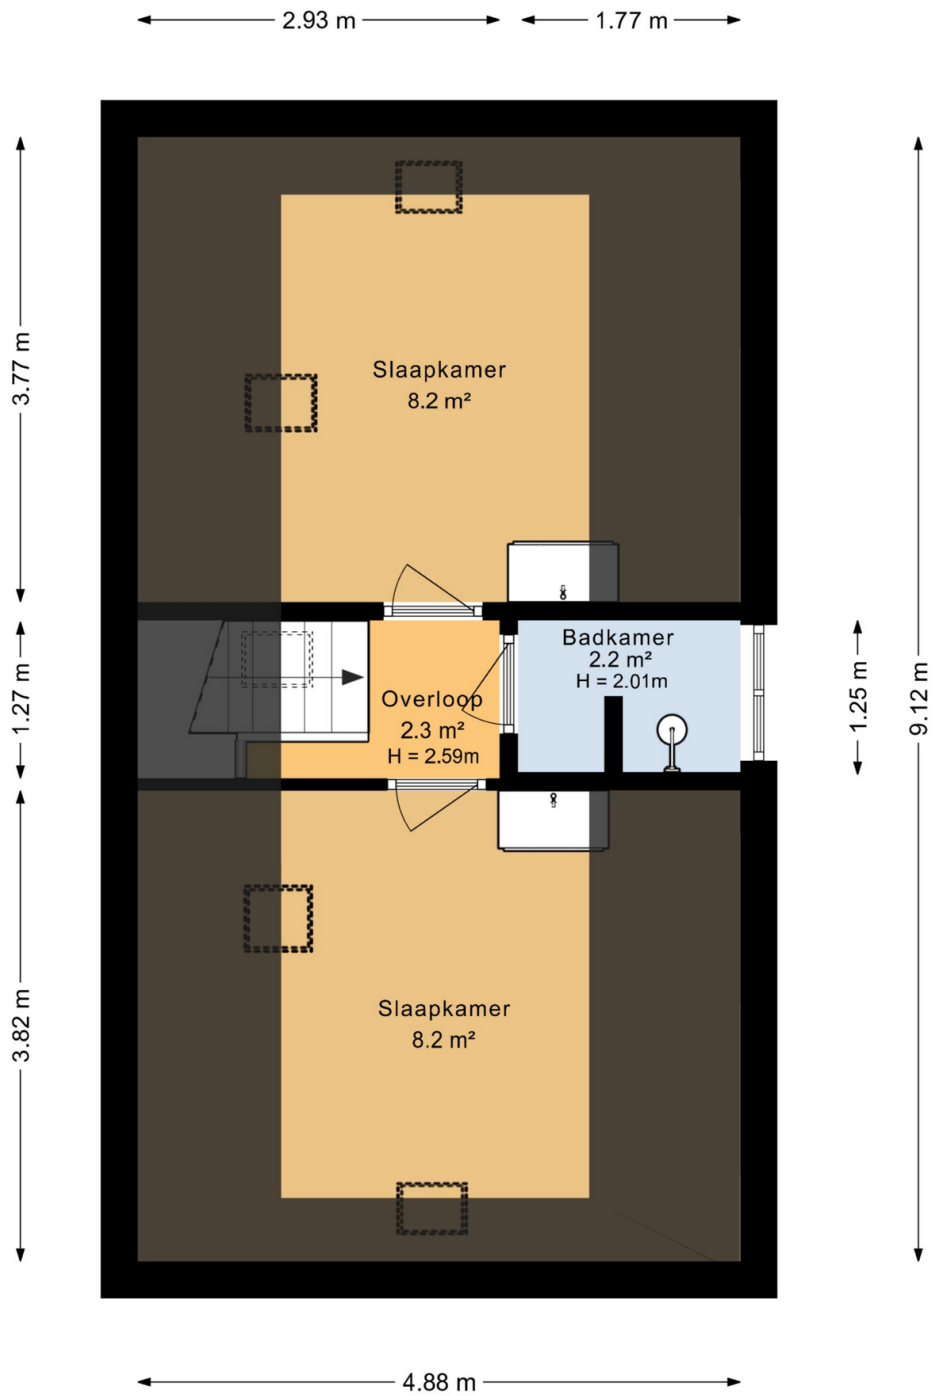 2.93 m
1.77 m
3.77 m
Slaapkamer
8.2 m²
1.27 m
Badkamer
2.2 m²
H = 2.01m
Overloop
2.3 m²
H = 2.59m
1.25 m
9.12 m
3.82 m
Slaapkamer
8.2 m²
4.88 m